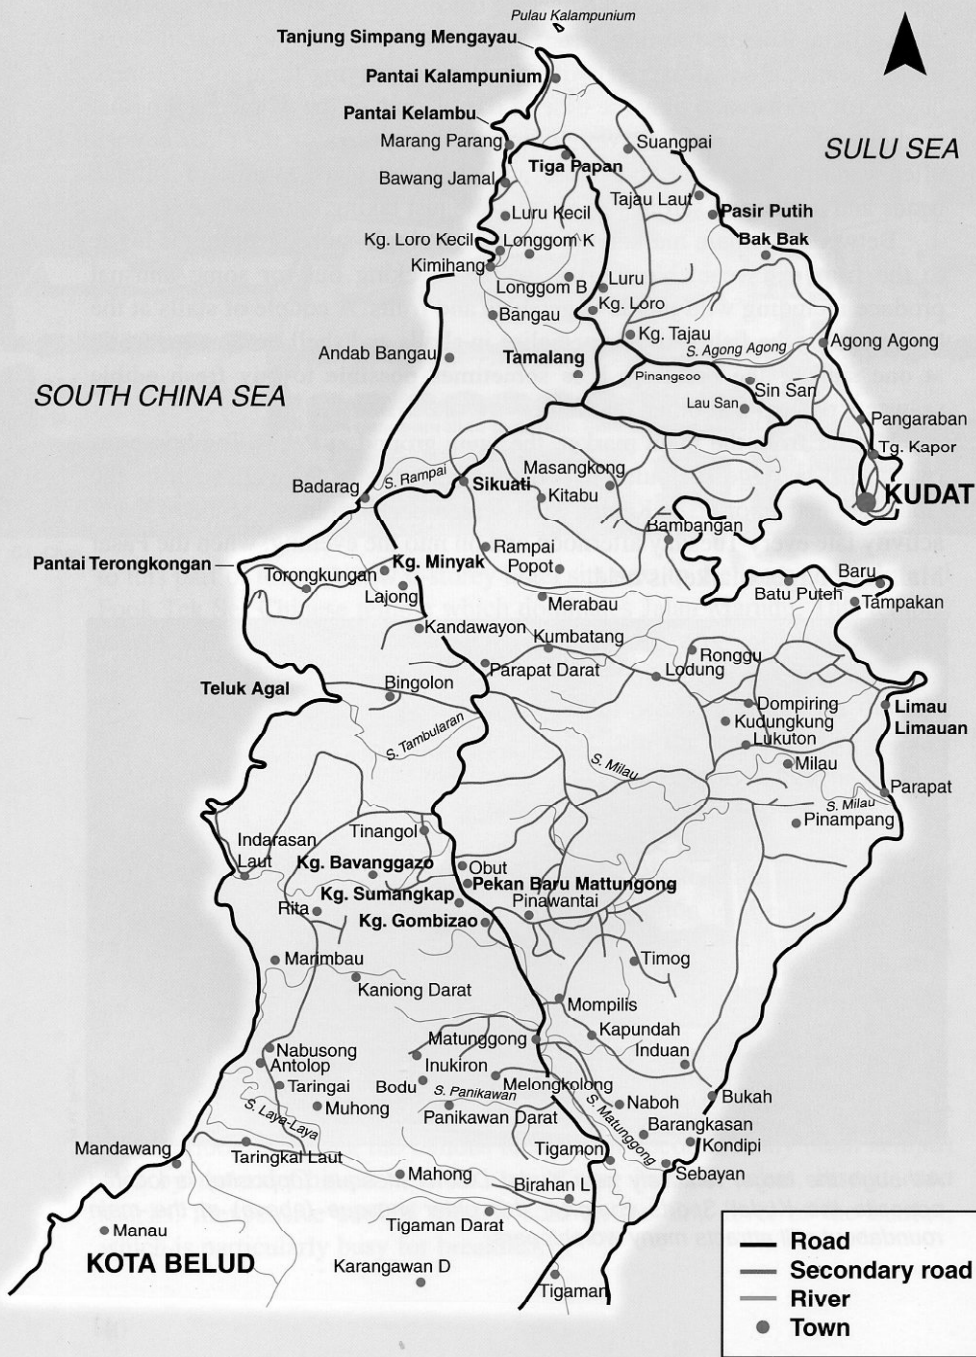 Pulau Kalampunium
Tanjung Simpang Mengayau
Pantai Kalampunium
Pantai Kelambu
Marang Parang
Suangpai
SULU SEA
Tiga Papan
Bawang Jamal
Tajau Laut
Luru Kecil
Pasir Putih
Kg. Loro Kecil
Longgom K
Bak Bak
Kimihang
Longgom B
Luru
Kg. Loro
Bangau
Kg. Tajau
Agong Agong
S. Agong Agong
Andab Bangau
Tamalang
Pinangsoo
Sin San
SOUTH CHINA SEA
Lau San
Pangaraban
Tg. Kapor
Masangkong
S. Rampai
Badarag
Sikuati
Kitabu
KUDAT
Bambangan
Rampai
Pantai Terongkongan
Kg. Minyak
Popot
Torongkungan
Baru
Lajong
Batu Puteh
Merabau
Tampakan
Kandawayon
Kumbatang
Ronggu
Parapat Darat
Lodung
Teluk Agal
Bingolon
Dompiring
Limau
Limauan
Kudungkung
S. Tambularan
Lukuton
S. Milau
Milau
Parapat
S. Milau
Pinampang
Tinangol
Indarasan
Laut
Kg. Bavanggazo
Obut
Pekan Baru Mattungong
Kg. Sumangkap
Pinawantai
Rita
Kg. Gombizao
Marimbau
Timog
Kaniong Darat
Mompilis
Kapundah
Matunggong
Nabusong
Induan
Antolop
Inukiron
Taringai
Bodu
Melongkolong
S. Panikawan
Bukah
Muhong
Naboh
S. Laya-Laya
Panikawan Darat
S. Matunggong
Barangkasan
Kondipi
Mandawang
Taringkal Laut
Tigamon
Mahong
Sebayan
Birahan L
Tigaman Darat
Manau
KOTA BELUD
Karangawan D
Tigaman
Road
Secondary road
River
Town